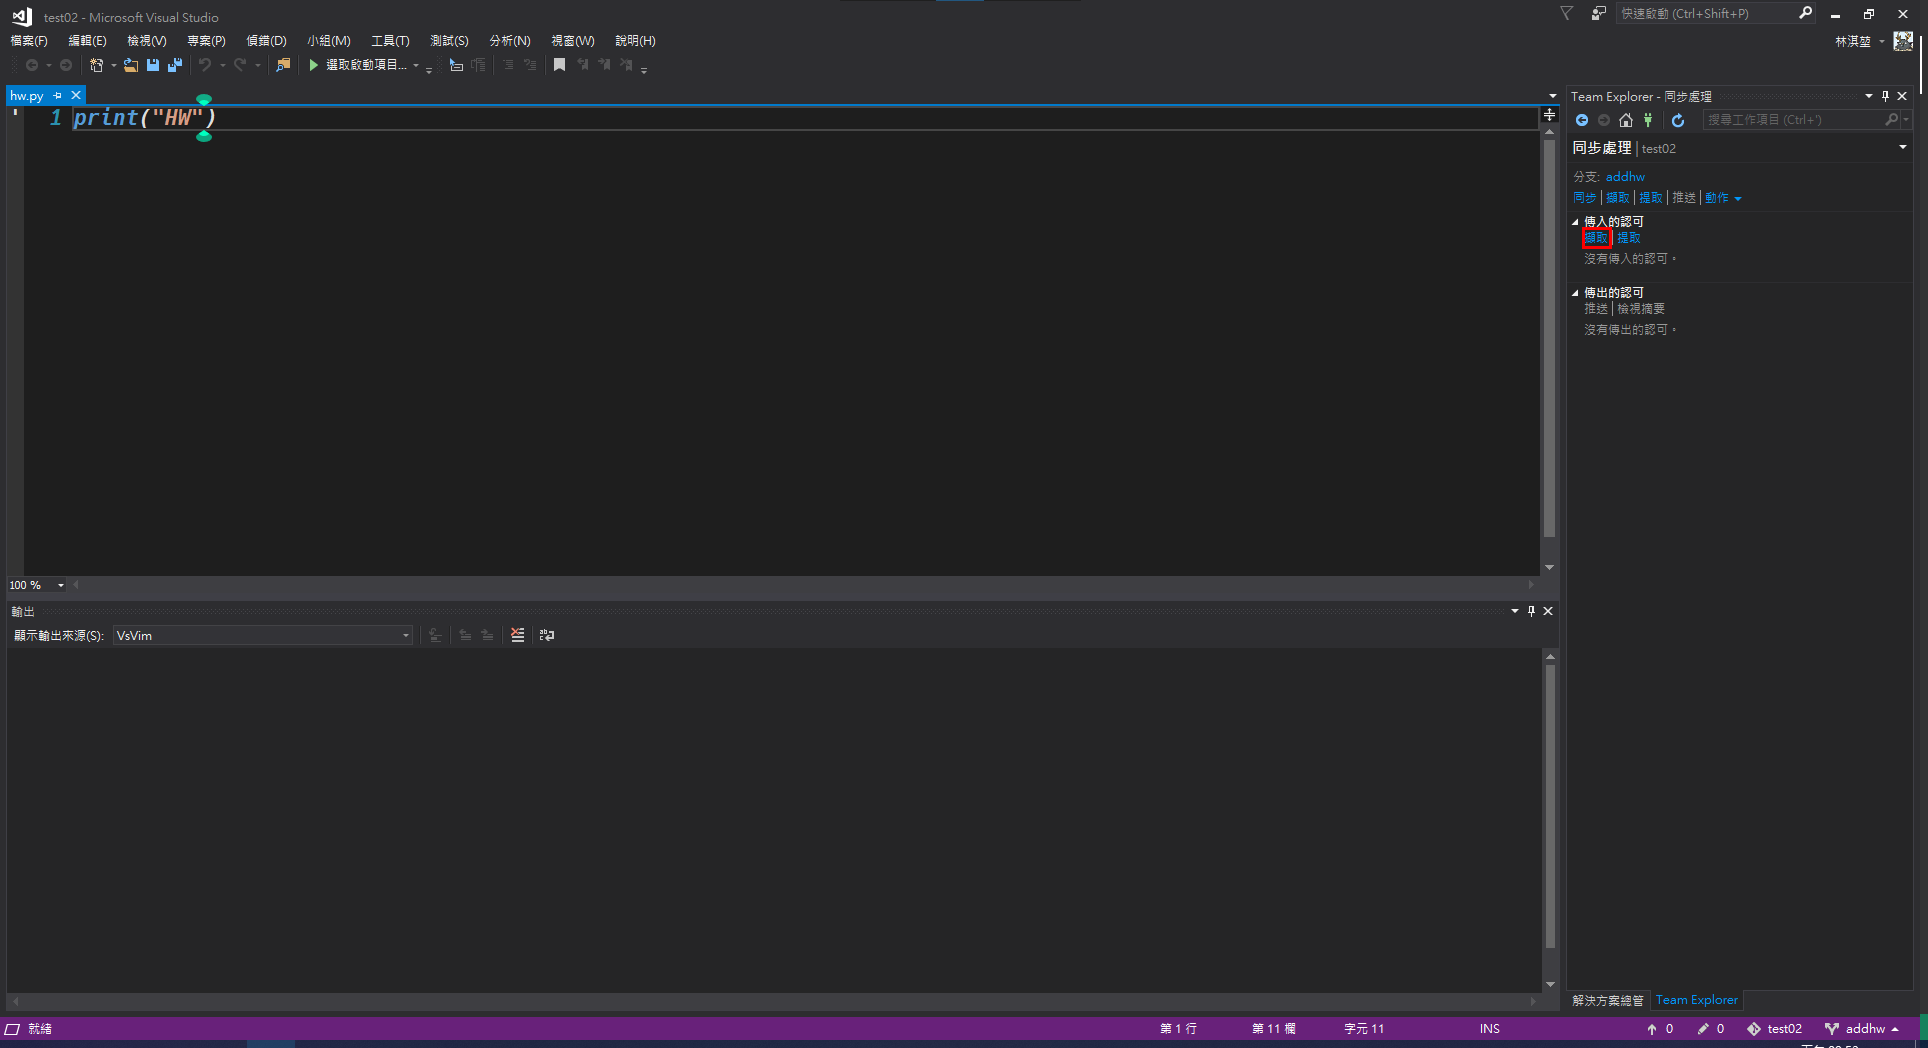 test02 - Microsoft Visual Studio
快速啟動 (Ctrl+Shift+P)
檔案(F) 編輯(E) 檢視(V) 專案(P) 偵錯(D) 小組(M) 工具(T) 測試(S) 分析(N) 視窗(W) 說明(H)
林淇堃
選取啟動項目...
hw.py
1 print("HW")
100 %
輸出
顯示輸出來源(S): VsVim
Team Explorer - 同步處理
搜尋工作項目 (Ctrl+')
同步處理 | test02
分支: addhw
同步 | 擷取 | 提取 | 推送 | 動作
傳入的認可
擷取 | 提取
沒有傳入的認可。
傳出的認可
推送 | 檢視摘要
沒有傳出的認可。
解決方案總管 Team Explorer
就緒 第 1 行 第 11 欄 字元 11 INS 0 0 test02 addhw